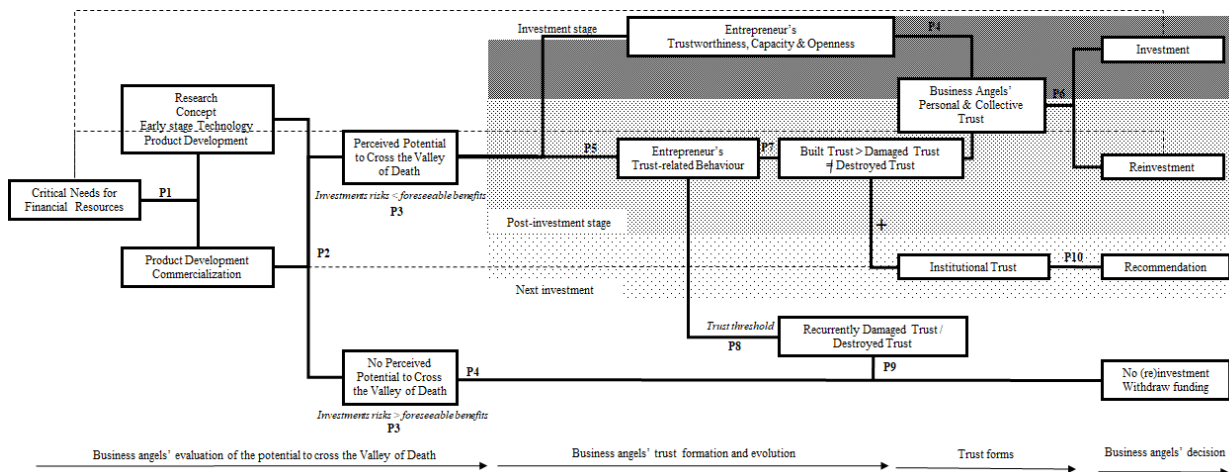 Investment stage
Entrepreneur's
Trustworthiness, Capacity & Openness
P4
Investment
Research
Concept
Early stage Technology
Product Development
Business Angels'
Personal & Collective
Trust
P6
Perceived Potential
to Cross the Valley
of Death
P5
Entrepreneur's
Trust-related Behaviour
P7
Built Trust > Damaged Trust
≠ Destroyed Trust
Reinvestment
Critical Needs for
Financial Resources
P1
Investments risks < foreseeable benefits
P3
Post-investment stage
+
Product Development
Commercialization
P2
Institutional Trust
P10
Recommendation
Next investment
Trust threshold
P8
Recurrently Damaged Trust /
Destroyed Trust
No Perceived
Potential to Cross
the Valley of Death
P4
P9
No (re)investment
Withdraw funding
Investments risks > foreseeable benefits
P3
Business angels' evaluation of the potential to cross the Valley of Death
Business angels' trust formation and evolution
Trust forms
Business angels' decision